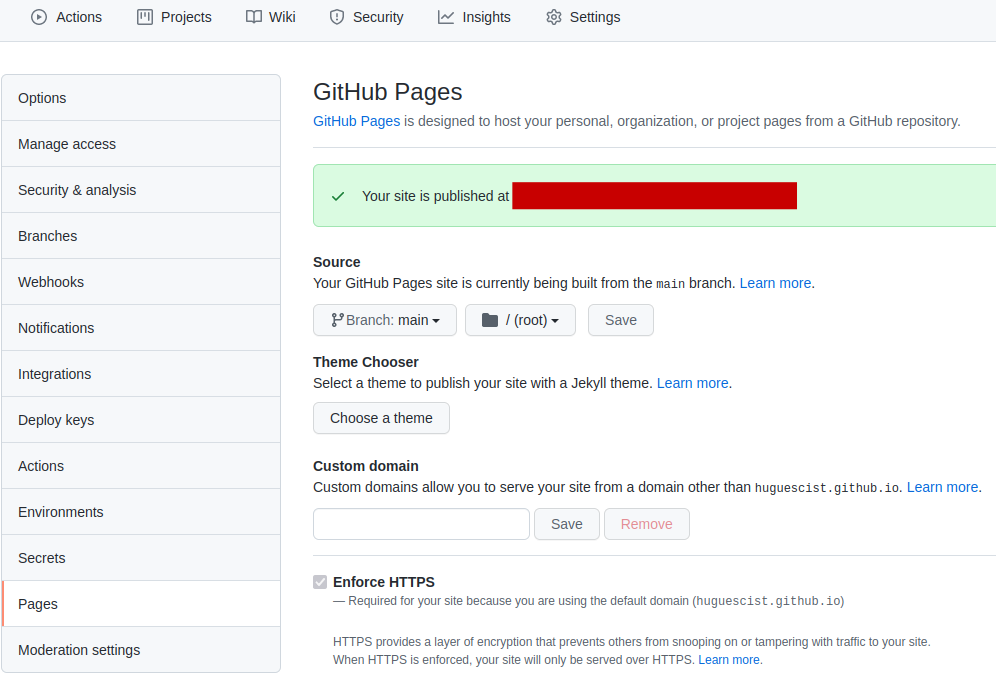 Actions Projects Wiki Security Insights Settings
Options
Manage access
Security & analysis
Branches
Webhooks
Notifications
Integrations
Deploy keys
Actions
Environments
Secrets
Pages
Moderation settings
GitHub Pages
GitHub Pages is designed to host your personal, organization, or project pages from a GitHub repository.
Your site is published at
Source
Your GitHub Pages site is currently being built from the main branch. Learn more.
Branch: main / (root) Save
Theme Chooser
Select a theme to publish your site with a Jekyll theme. Learn more.
Choose a theme
Custom domain
Custom domains allow you to serve your site from a domain other than huguescist.github.io. Learn more.
Save Remove
Enforce HTTPS
— Required for your site because you are using the default domain (huguescist.github.io)
HTTPS provides a layer of encryption that prevents others from snooping on or tampering with traffic to your site.
When HTTPS is enforced, your site will only be served over HTTPS. Learn more.